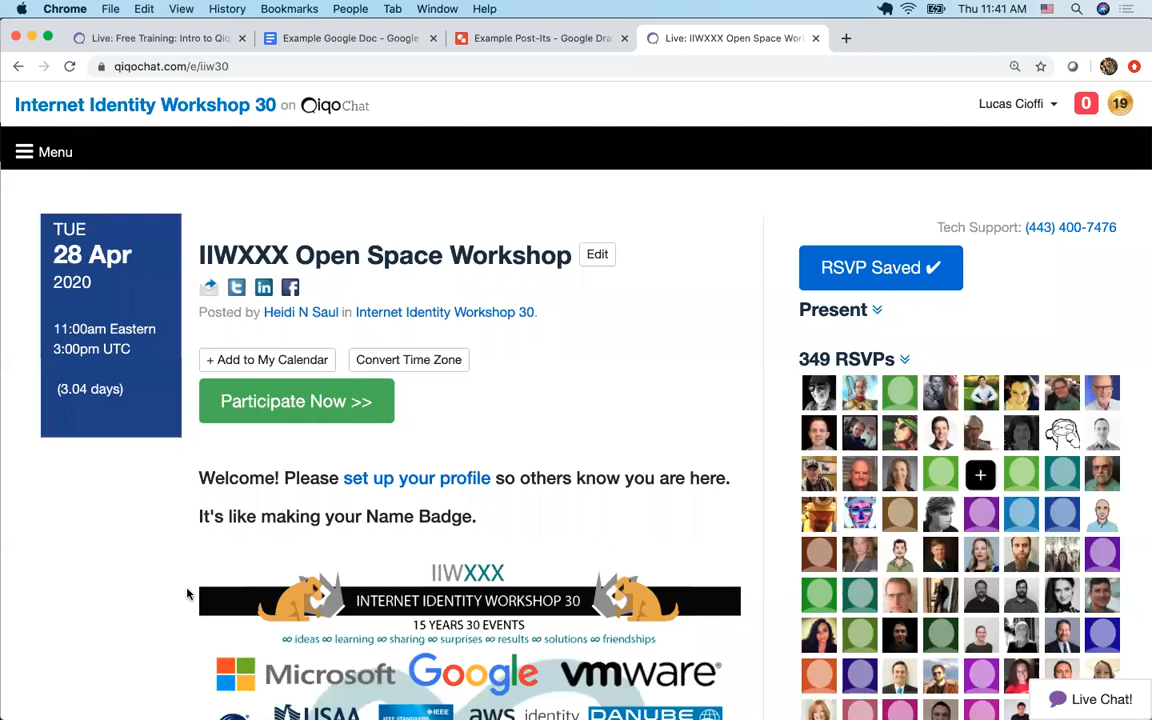 Chrome File Edit View History Bookmarks People Tab Window Help Thu 11:41 AM
Live: Free Training: Intro to Qiq × Example Google Doc - Google × Example Post-Its - Google Dra × Live: IIWXXX Open Space Wor × +
qiqochat.com/e/iiw30
Internet Identity Workshop 30 on QiqoChat Lucas Cioffi 0 19
Menu
TUE
28 Apr
2020
11:00am Eastern
3:00pm UTC
(3.04 days)
IIWXXX Open Space Workshop Edit
Posted by Heidi N Saul in Internet Identity Workshop 30.
+ Add to My Calendar Convert Time Zone
Participate Now >>
Welcome! Please set up your profile so others know you are here.
It's like making your Name Badge.
IIWXXX
INTERNET IDENTITY WORKSHOP 30
15 YEARS 30 EVENTS
∞ ideas ∞ learning ∞ sharing ∞ surprises ∞ results ∞ solutions ∞ friendships
Microsoft Google vmware®
USAA IEEE aws identity DANUBE
Tech Support: (443) 400-7476
RSVP Saved ✔
Present
349 RSVPs
Live Chat!